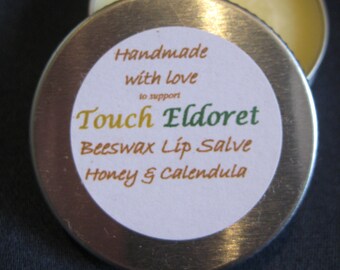 Handmade
with love
to support
Touch Eldoret
Beeswax Lip Salve
Honey & Calendula